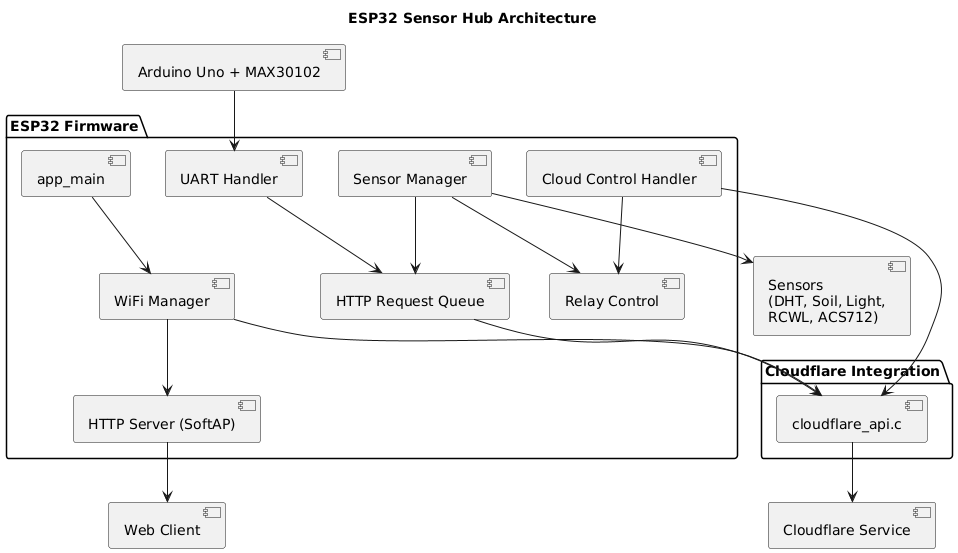 ESP32 Sensor Hub Architecture
Arduino Uno + MAX30102
ESP32 Firmware
app_main
UART Handler
Sensor Manager
Cloud Control Handler
WiFi Manager
HTTP Request Queue
Relay Control
Sensors
(DHT, Soil, Light,
RCWL, ACS712)
Cloudflare Integration
HTTP Server (SoftAP)
cloudflare_api.c
Web Client
Cloudflare Service